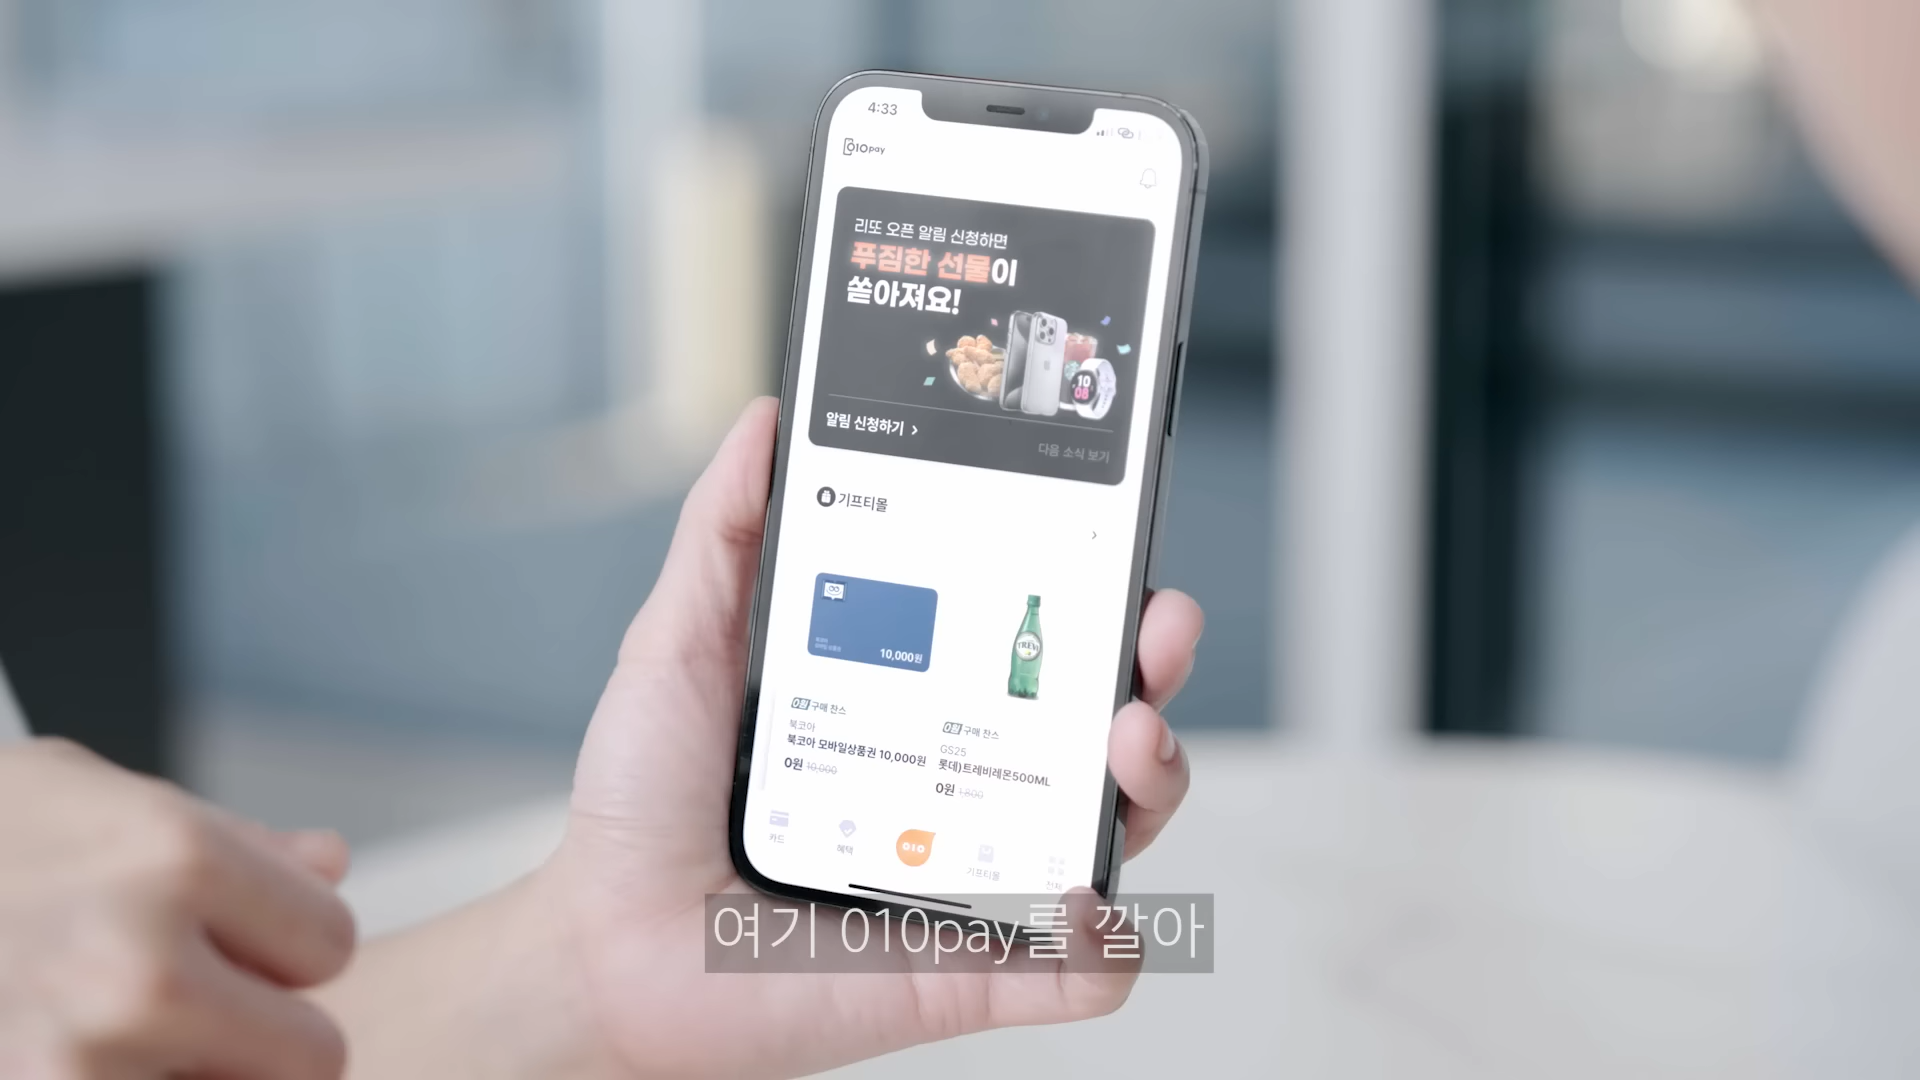 4:33
010pay
리또 오픈 알림 신청하면
푸짐한 선물이
쏟아져요!
10
08
알림 신청하기 >
다음 소식 보기
기프티몰
10,000원
TREVI
0원 구매 찬스
북코아
북코아 모바일상품권 10,000원
0원 10,000
0원 구매 찬스
GS25
롯데)트레비레몬500ML
0원 1,800
카드
혜택
010
기프티몰
전체
여기 010pay를 깔아